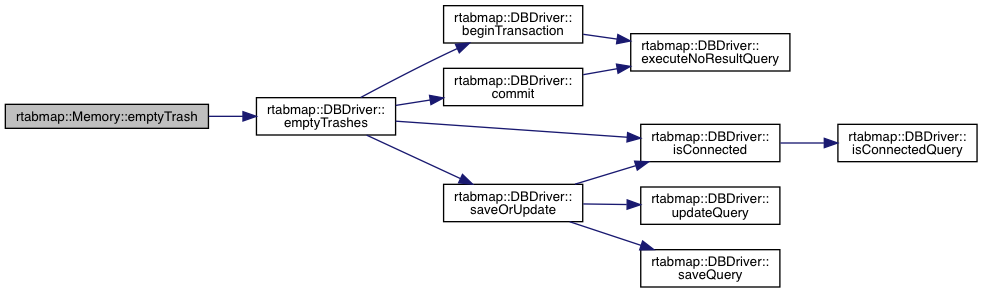 rtabmap::Memory::emptyTrash
rtabmap::DBDriver::
emptyTrashes
rtabmap::DBDriver::
beginTransaction
rtabmap::DBDriver::
commit
rtabmap::DBDriver::
saveOrUpdate
rtabmap::DBDriver::
executeNoResultQuery
rtabmap::DBDriver::
isConnected
rtabmap::DBDriver::
updateQuery
rtabmap::DBDriver::
saveQuery
rtabmap::DBDriver::
isConnectedQuery